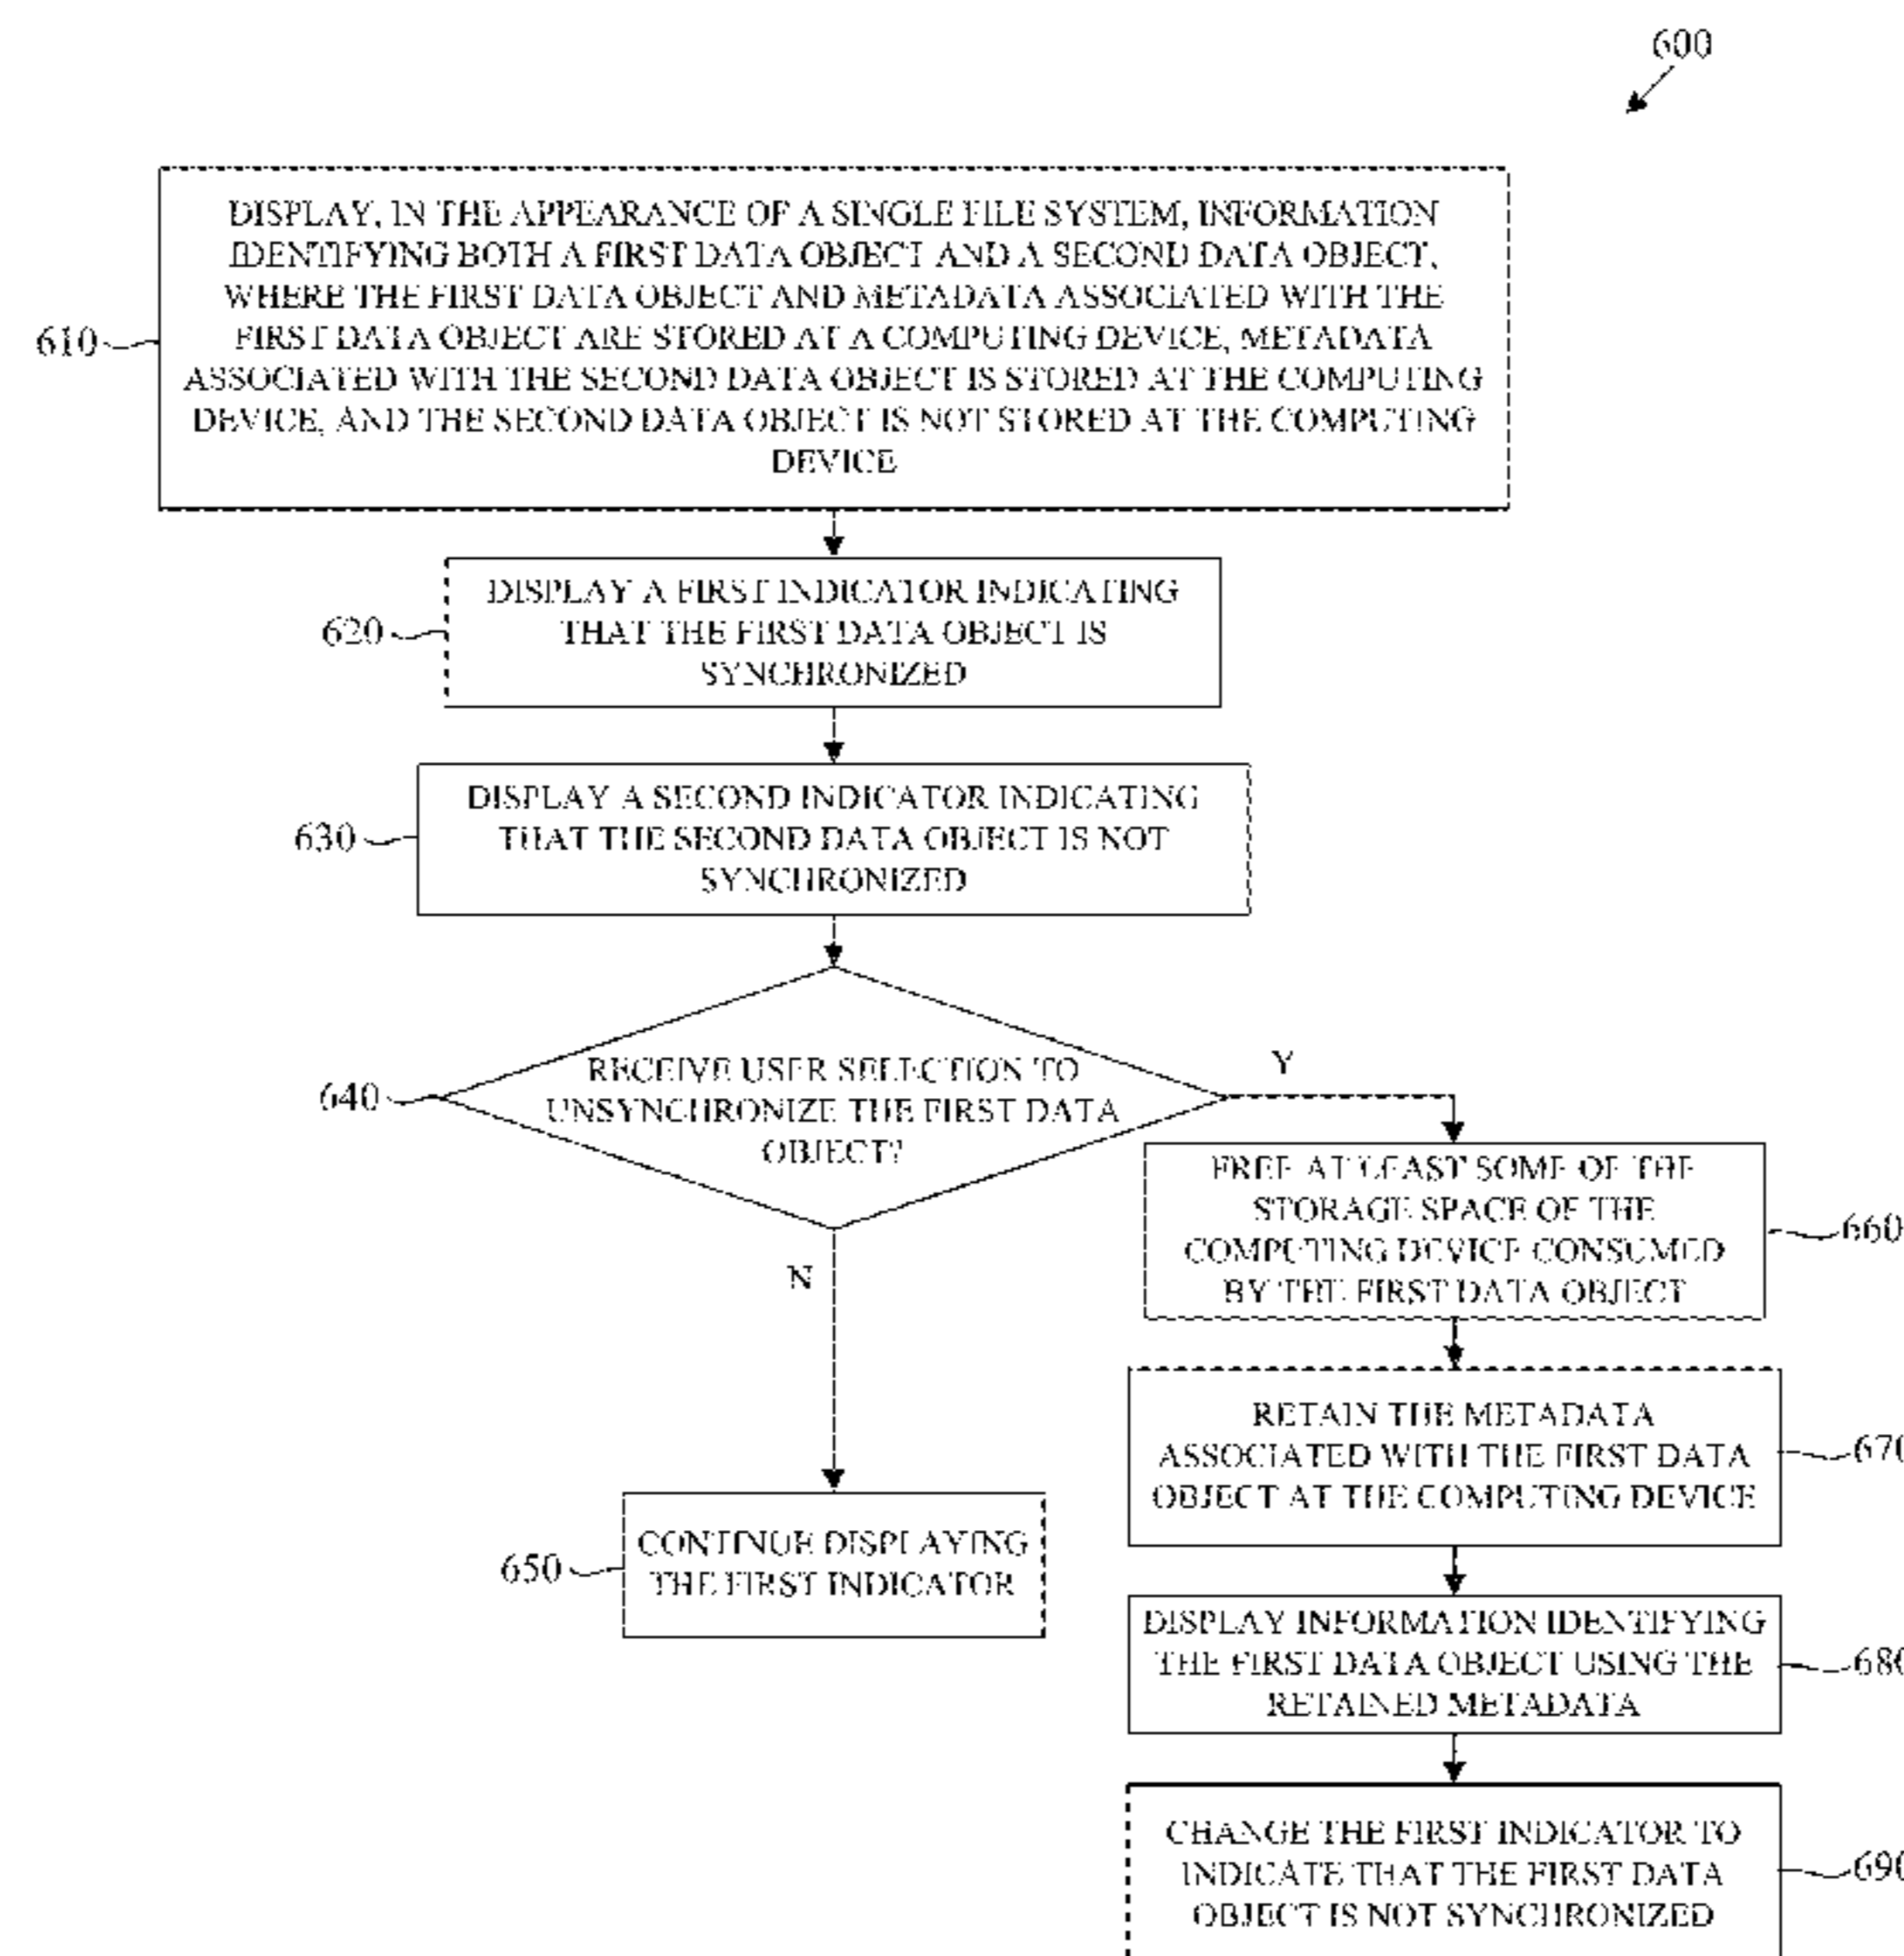 600
DISPLAY, IN THE APPEARANCE OF A SINGLE FILE SYSTEM, INFORMATION
IDENTIFYING BOTH A FIRST DATA OBJECT AND A SECOND DATA OBJECT,
WHERE THE FIRST DATA OBJECT AND METADATA ASSOCIATED WITH THE
FIRST DATA OBJECT ARE STORED AT A COMPUTING DEVICE, METADATA
ASSOCIATED WITH THE SECOND DATA OBJECT IS STORED AT THE COMPUTING
DEVICE, AND THE SECOND DATA OBJECT IS NOT STORED AT THE COMPUTING
DEVICE
610
DISPLAY A FIRST INDICATOR INDICATING
THAT THE FIRST DATA OBJECT IS
SYNCHRONIZED
620
DISPLAY A SECOND INDICATOR INDICATING
THAT THE SECOND DATA OBJECT IS NOT
SYNCHRONIZED
630
RECEIVE USER SELECTION TO
UNSYNCHRONIZE THE FIRST DATA
OBJECT?
640
Y
N
CONTINUE DISPLAYING
THE FIRST INDICATOR
650
FREE AT LEAST SOME OF THE
STORAGE SPACE OF THE
COMPUTING DEVICE CONSUMED
BY THE FIRST DATA OBJECT
660
RETAIN THE METADATA
ASSOCIATED WITH THE FIRST DATA
OBJECT AT THE COMPUTING DEVICE
670
DISPLAY INFORMATION IDENTIFYING
THE FIRST DATA OBJECT USING THE
RETAINED METADATA
680
CHANGE THE FIRST INDICATOR TO
INDICATE THAT THE FIRST DATA
OBJECT IS NOT SYNCHRONIZED
690